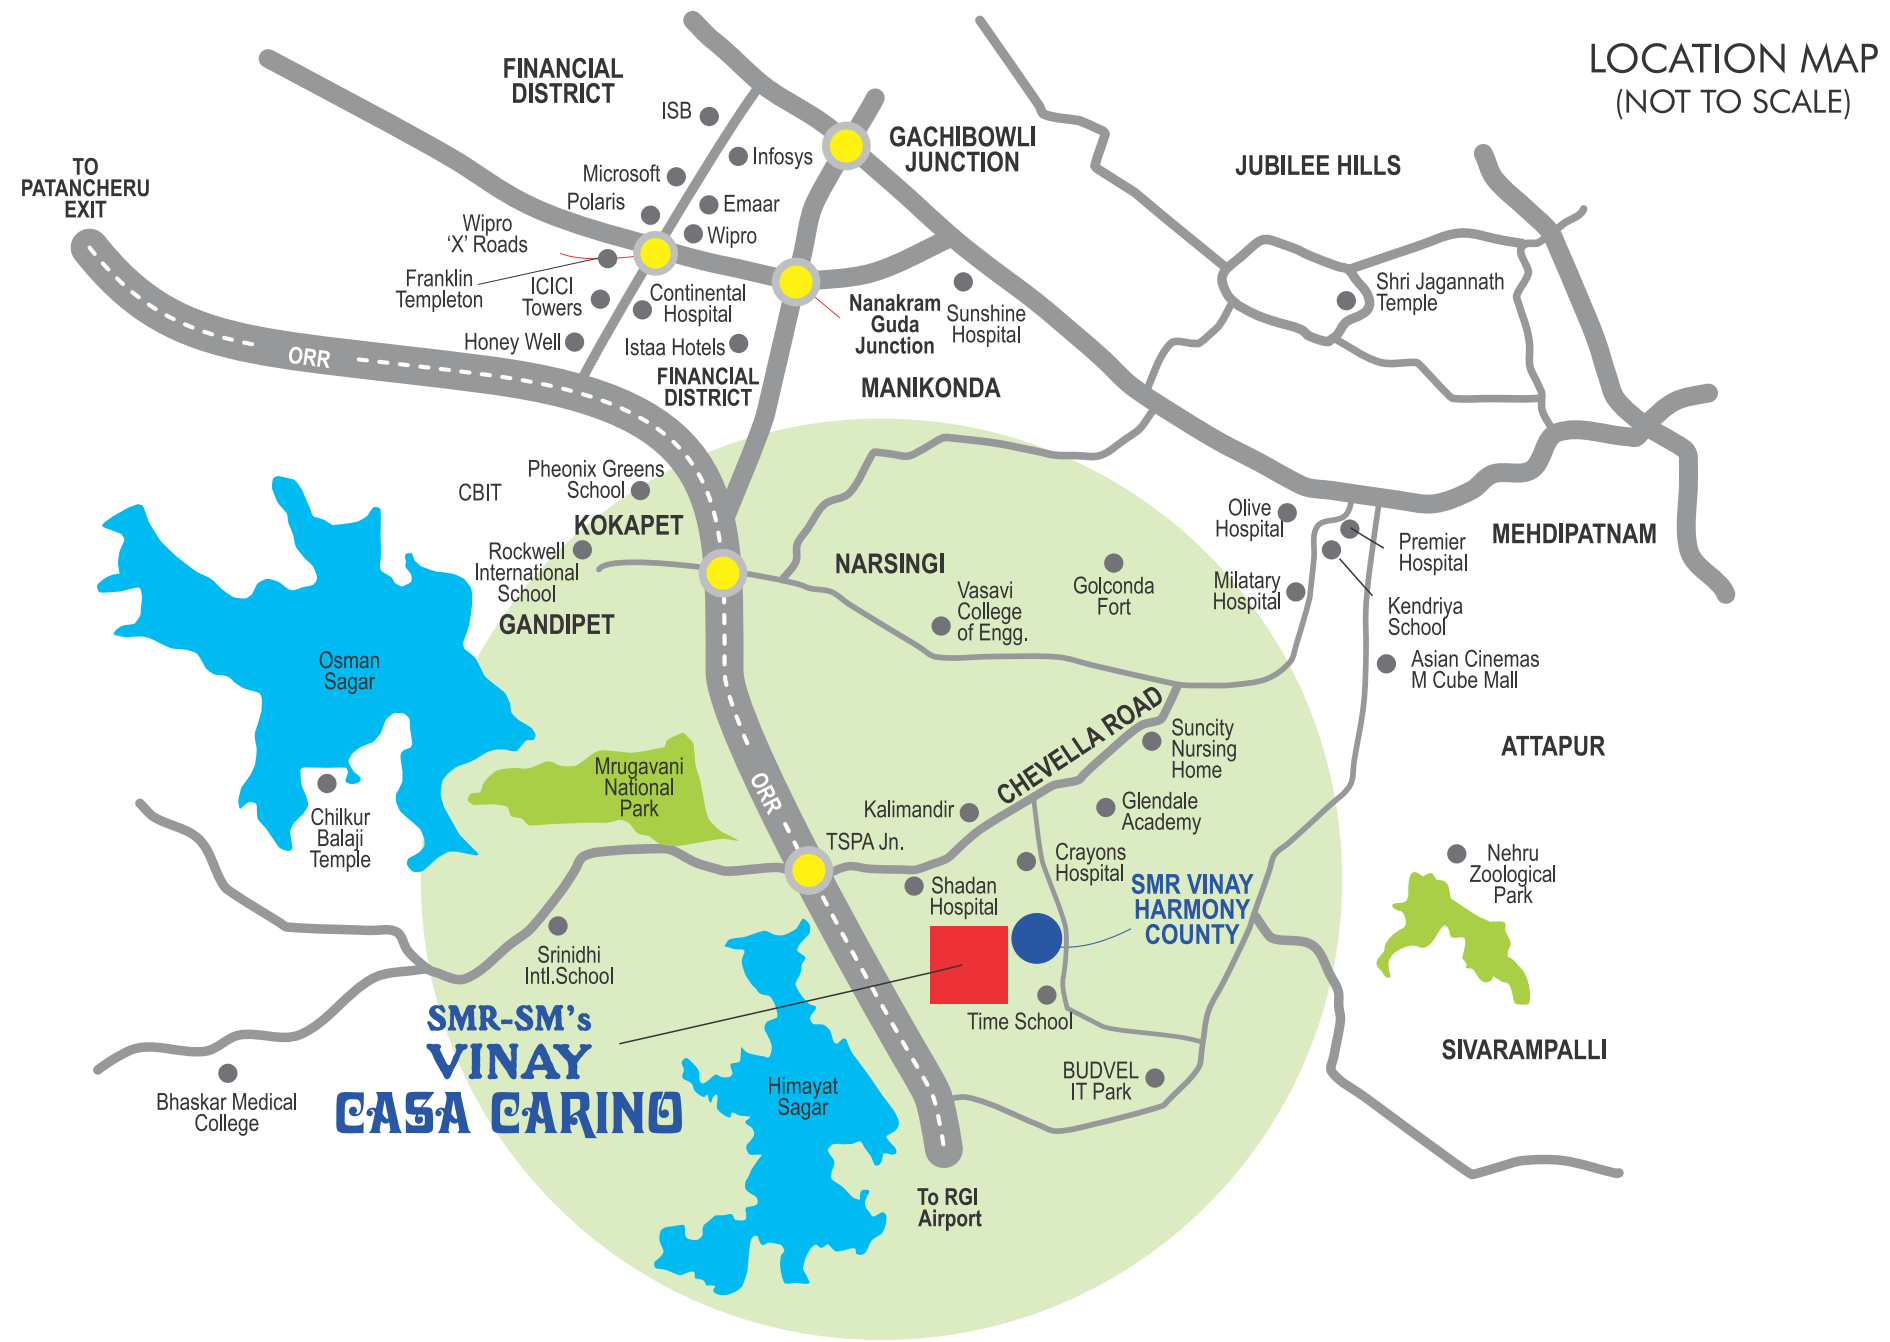 LOCATION MAP
(NOT TO SCALE)
FINANCIAL
DISTRICT
ISB
Infosys
GACHIBOWLI
JUNCTION
JUBILEE HILLS
TO
PATANCHERU
EXIT
Microsoft
Polaris
Emaar
Wipro
Wipro
‘X’ Roads
Franklin
Templeton
ICICI
Towers
Continental
Hospital
Honey Well
Istaa Hotels
FINANCIAL
DISTRICT
Nanakram
Guda
Junction
Sunshine
Hospital
Shri Jagannath
Temple
MANIKONDA
ORR
Pheonix Greens
School
CBIT
KOKAPET
Rockwell
International
School
GANDIPET
NARSINGI
Vasavi
College
of Engg.
Golconda
Fort
Olive
Hospital
Milatary
Hospital
Premier
Hospital
MEHDIPATNAM
Kendriya
School
Asian Cinemas
M Cube Mall
Osman
Sagar
CHEVELLA ROAD
Suncity
Nursing
Home
ATTAPUR
Mrugavani
National
Park
ORR
Chilkur
Balaji
Temple
Kalimandir
Glendale
Academy
TSPA Jn.
Crayons
Hospital
Shadan
Hospital
SMR VINAY
HARMONY
COUNTY
Nehru
Zoological
Park
Srinidhi
Intl.School
SMR-SM's
VINAY
CASA CARINO
Time School
SIVARAMPALLI
BUDVEL
IT Park
Himayat
Sagar
Bhaskar Medical
College
To RGI
Airport